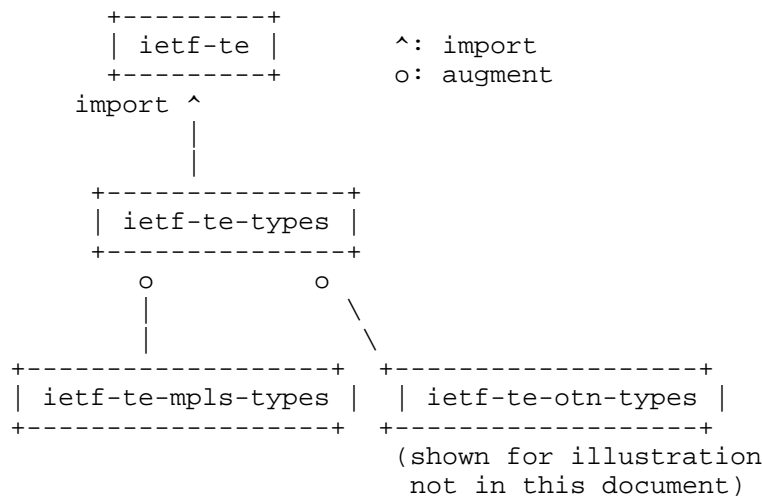 +---------+
| ietf-te | ^: import
+---------+ o: augment
import ^
|
|
+---------------+
| ietf-te-types |
+---------------+
o o
| \
| \
+-------------------+ +-------------------+
| ietf-te-mpls-types | | ietf-te-otn-types |
+-------------------+ +-------------------+
(shown for illustration
not in this document)